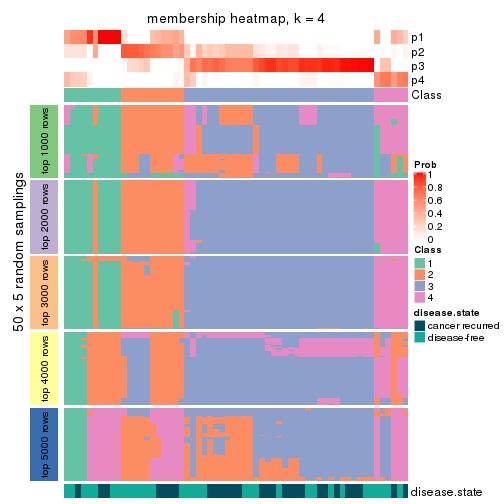 membership heatmap, k = 4
p1
p2
p3
p4
Class
50 x 5 random samplings
top 1000 rows
top 2000 rows
top 3000 rows
top 4000 rows
top 5000 rows
Prob
1
0.8
0.6
0.4
0.2
0
Class
1
2
3
4
disease.state
cancer recurred
disease-free
disease.state